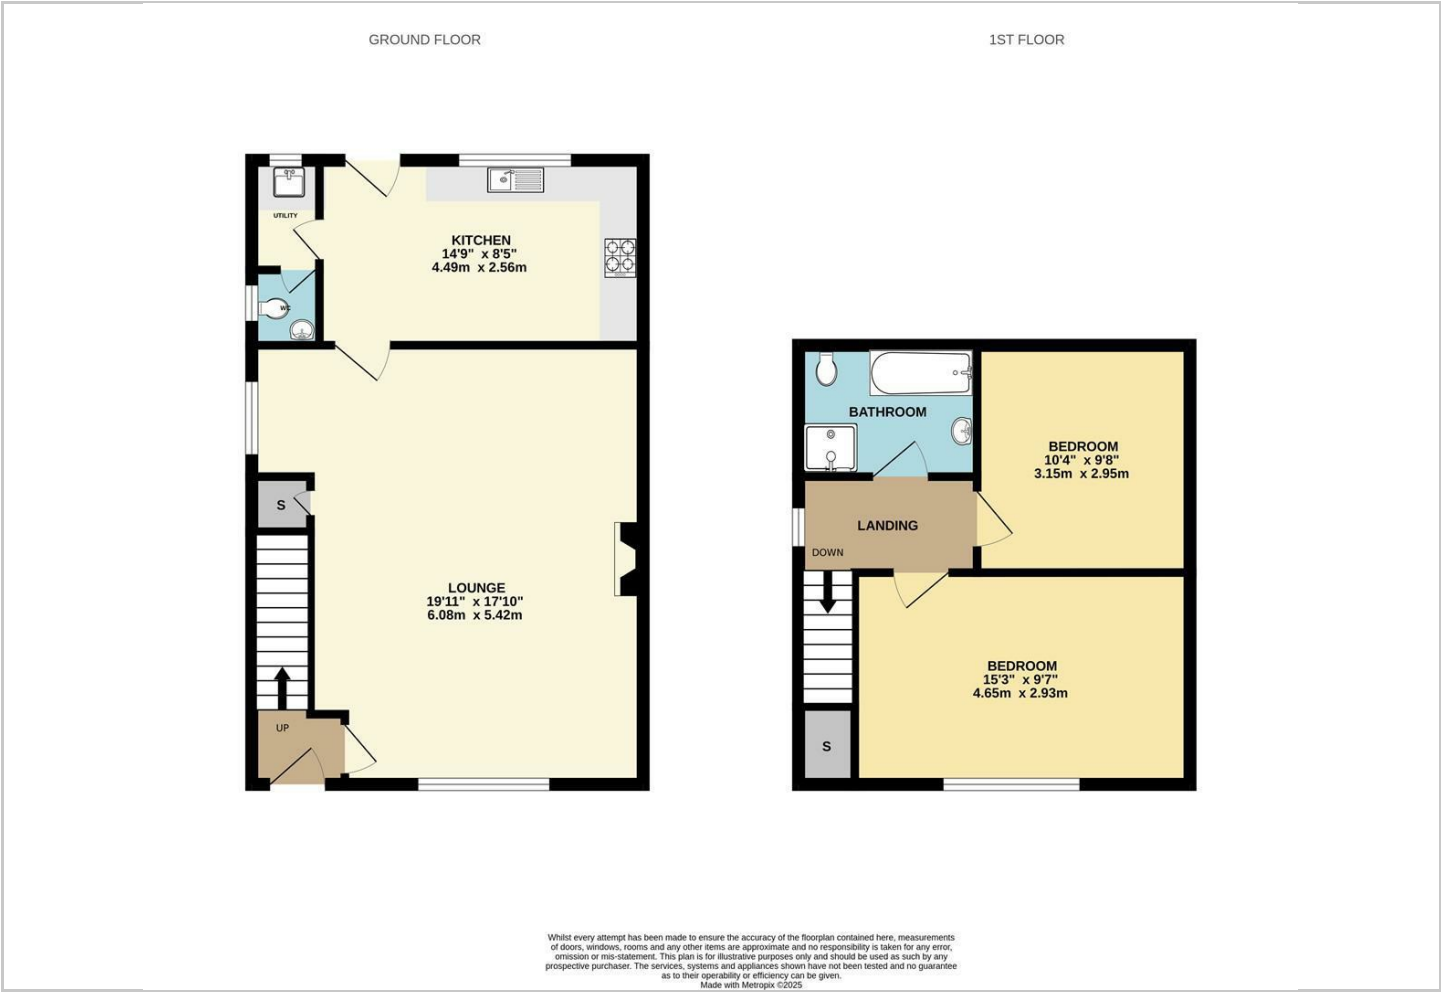 GROUND FLOOR
1ST FLOOR
UTILITY
KITCHEN
14'9" x 8'5"
4.49m x 2.56m
WC
S
LOUNGE
19'11" x 17'10"
6.08m x 5.42m
UP
BATHROOM
BEDROOM
10'4" x 9'8"
3.15m x 2.95m
LANDING
DOWN
BEDROOM
15'3" x 9'7"
4.65m x 2.93m
S
Whilst every attempt has been made to ensure the accuracy of the floorplan contained here, measurements
of doors, windows, rooms and any other items are approximate and no responsibility is taken for any error,
omission or mis-statement. This plan is for illustrative purposes only and should be used as such by any
prospective purchaser. The services, systems and appliances shown have not been tested and no guarantee
as to their operability or efficiency can be given.
Made with Metropix ©2025